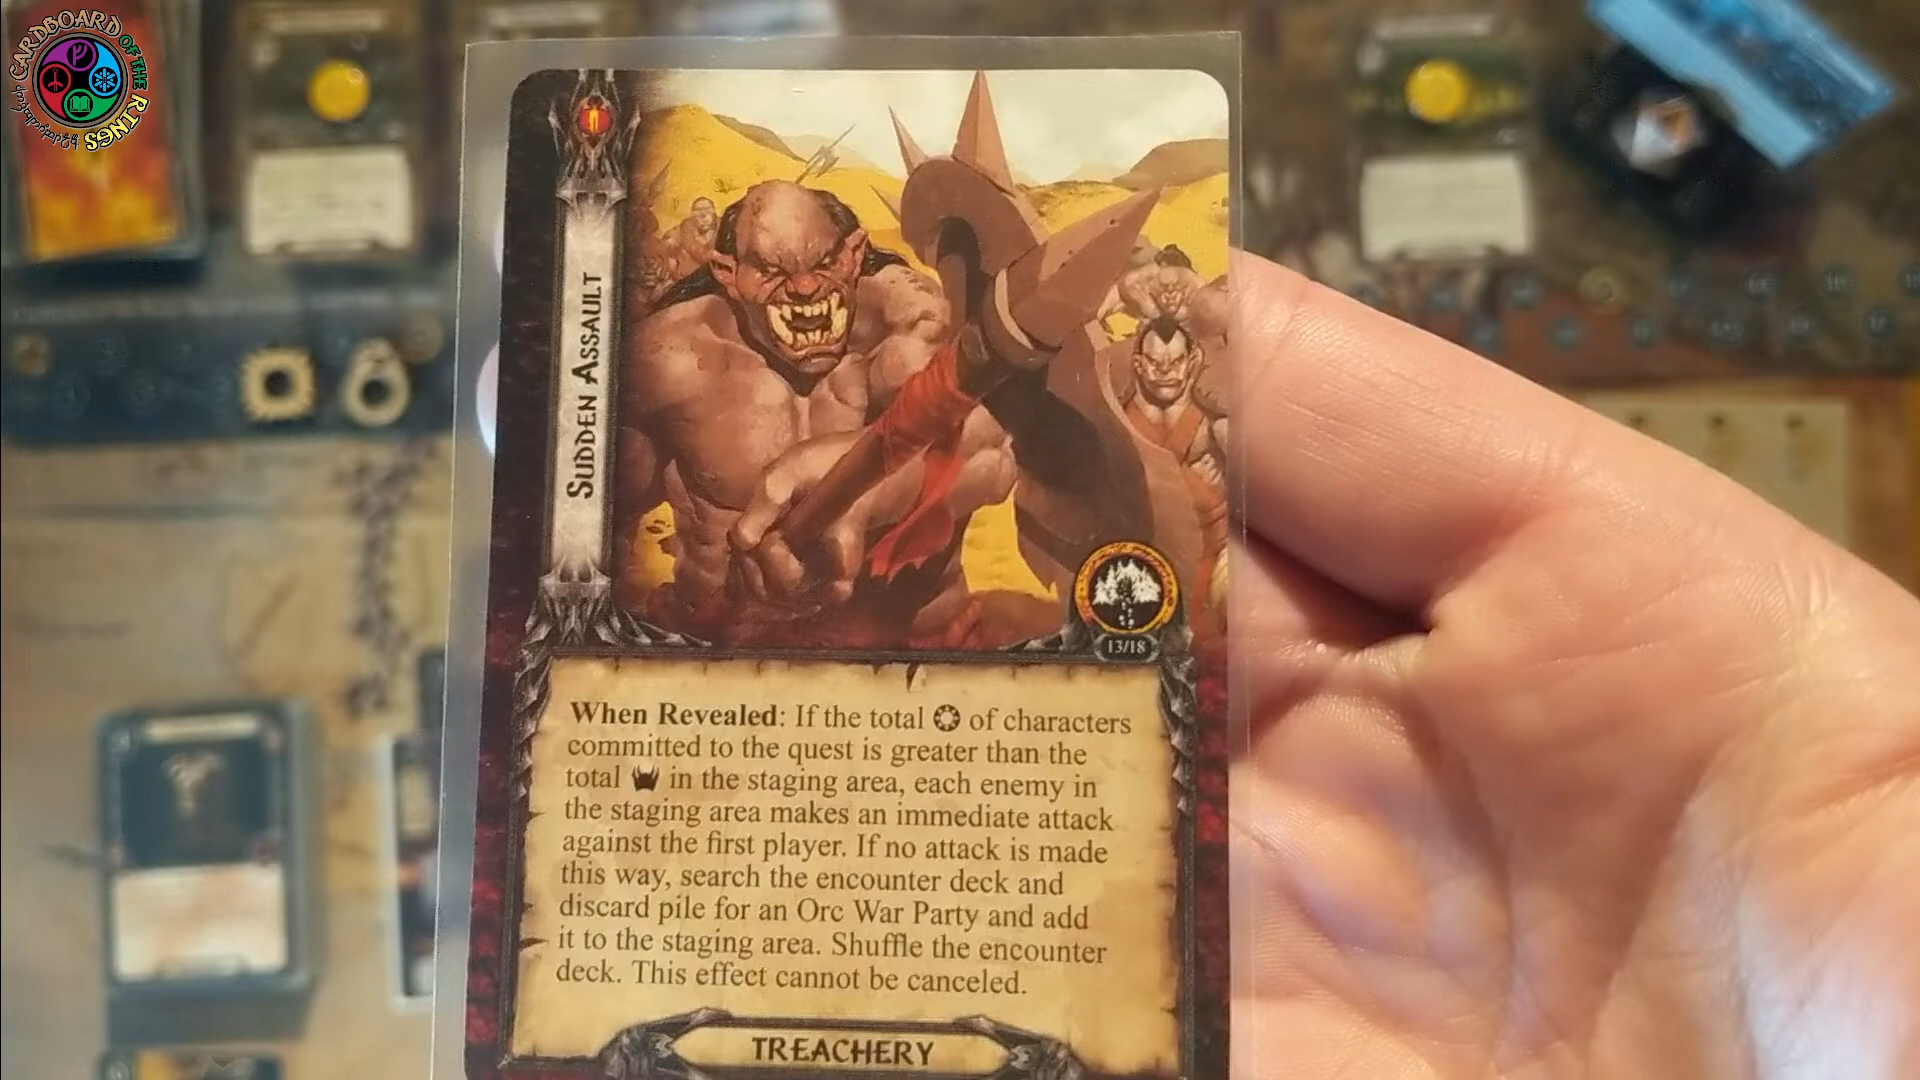 CARDBOARD OF THE RINGS
SUDDEN ASSAULT
13/18
When Revealed: If the total of characters
committed to the quest is greater than the
total in the staging area, each enemy in
the staging area makes an immediate attack
against the first player. If no attack is made
this way, search the encounter deck and
discard pile for an Orc War Party and add
it to the staging area. Shuffle the encounter
deck. This effect cannot be canceled.
TREACHERY